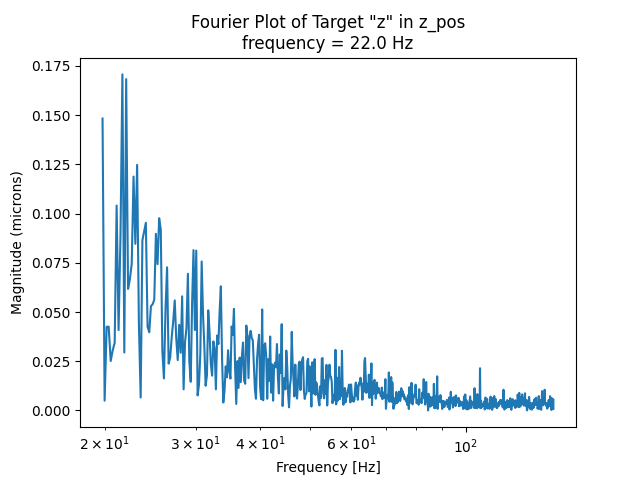 Fourier Plot of Target "z" in z_pos
frequency = 22.0 Hz
Magnitude (microns)
0.175
0.150
0.125
0.100
0.075
0.050
0.025
0.000
2 × 10¹
3 × 10¹
4 × 10¹
6 × 10¹
10²
Frequency [Hz]